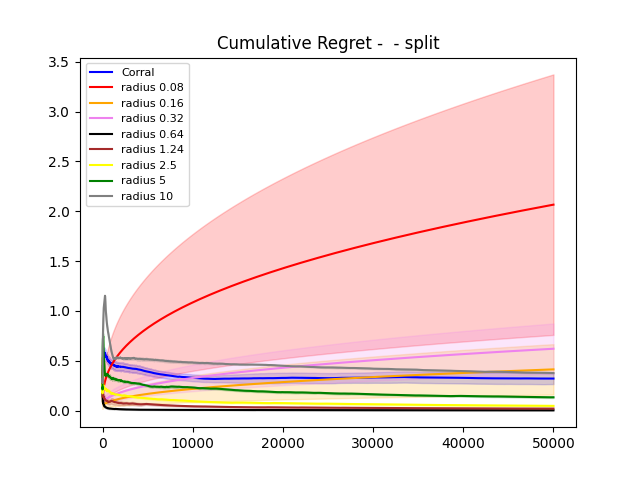 Cumulative Regret -  - split
3.5
3.0
2.5
2.0
1.5
1.0
0.5
0.0
Corral
radius 0.08
radius 0.16
radius 0.32
radius 0.64
radius 1.24
radius 2.5
radius 5
radius 10
0 10000 20000 30000 40000 50000